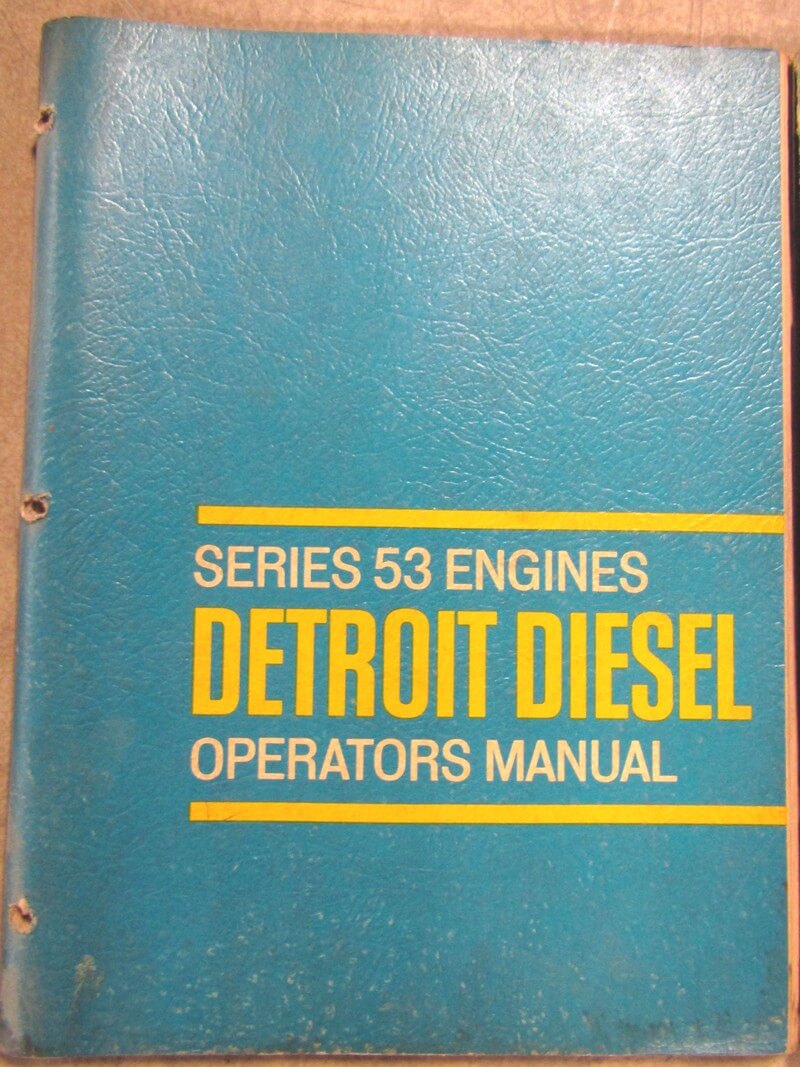 SERIES 53 ENGINES
DETROIT DIESEL
OPERATORS MANUAL